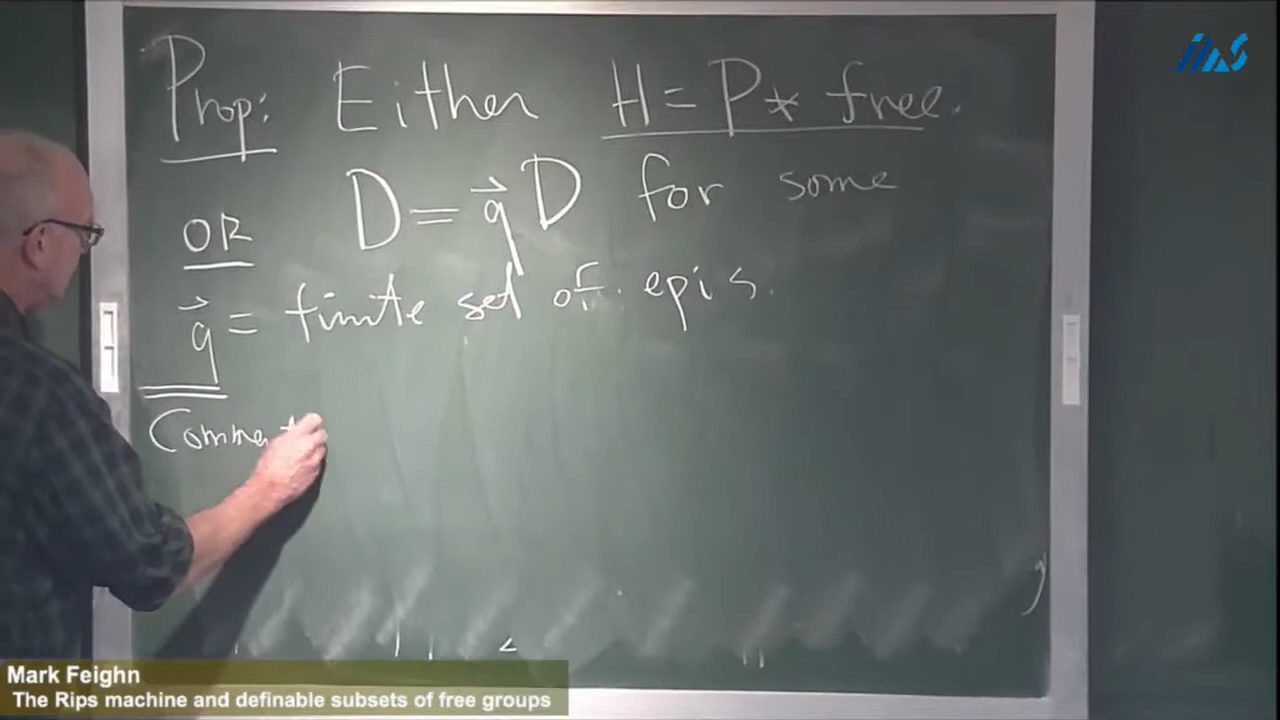 Prop: Either H = P * free.
OR D = q⃗ D for some
q⃗ = finite set of epis.
Comment
IAS
Mark Feighn
The Rips machine and definable subsets of free groups